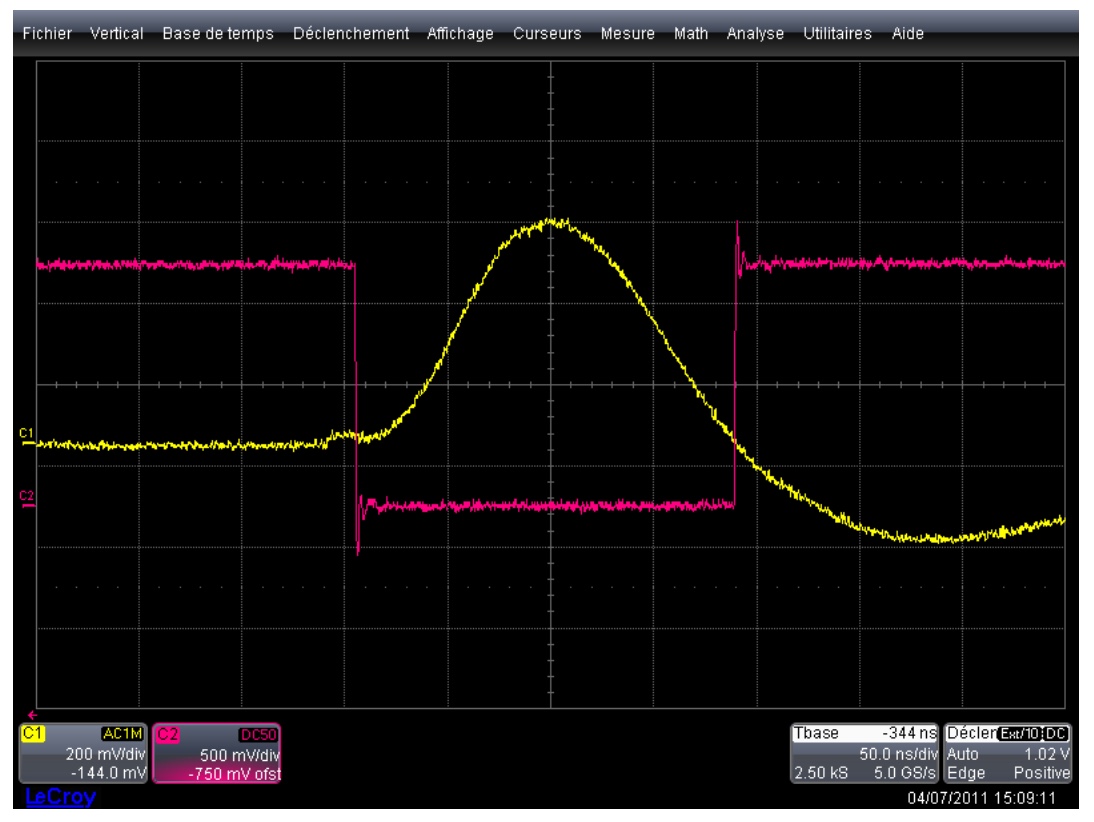 Fichier Vertical Base de temps Déclenchement Affichage Curseurs Mesure Math Analyse Utilitaires Aide
C1
C2
C1 AC1M
200 mV/div
-144.0 mV
C2 DC50
500 mV/div
-750 mV ofst
Tbase -344 ns
50.0 ns/div
2.50 kS 5.0 GS/s
Déclen Ext/10 DC
Auto 1.02 V
Edge Positive
LeCroy
04/07/2011 15:09:11